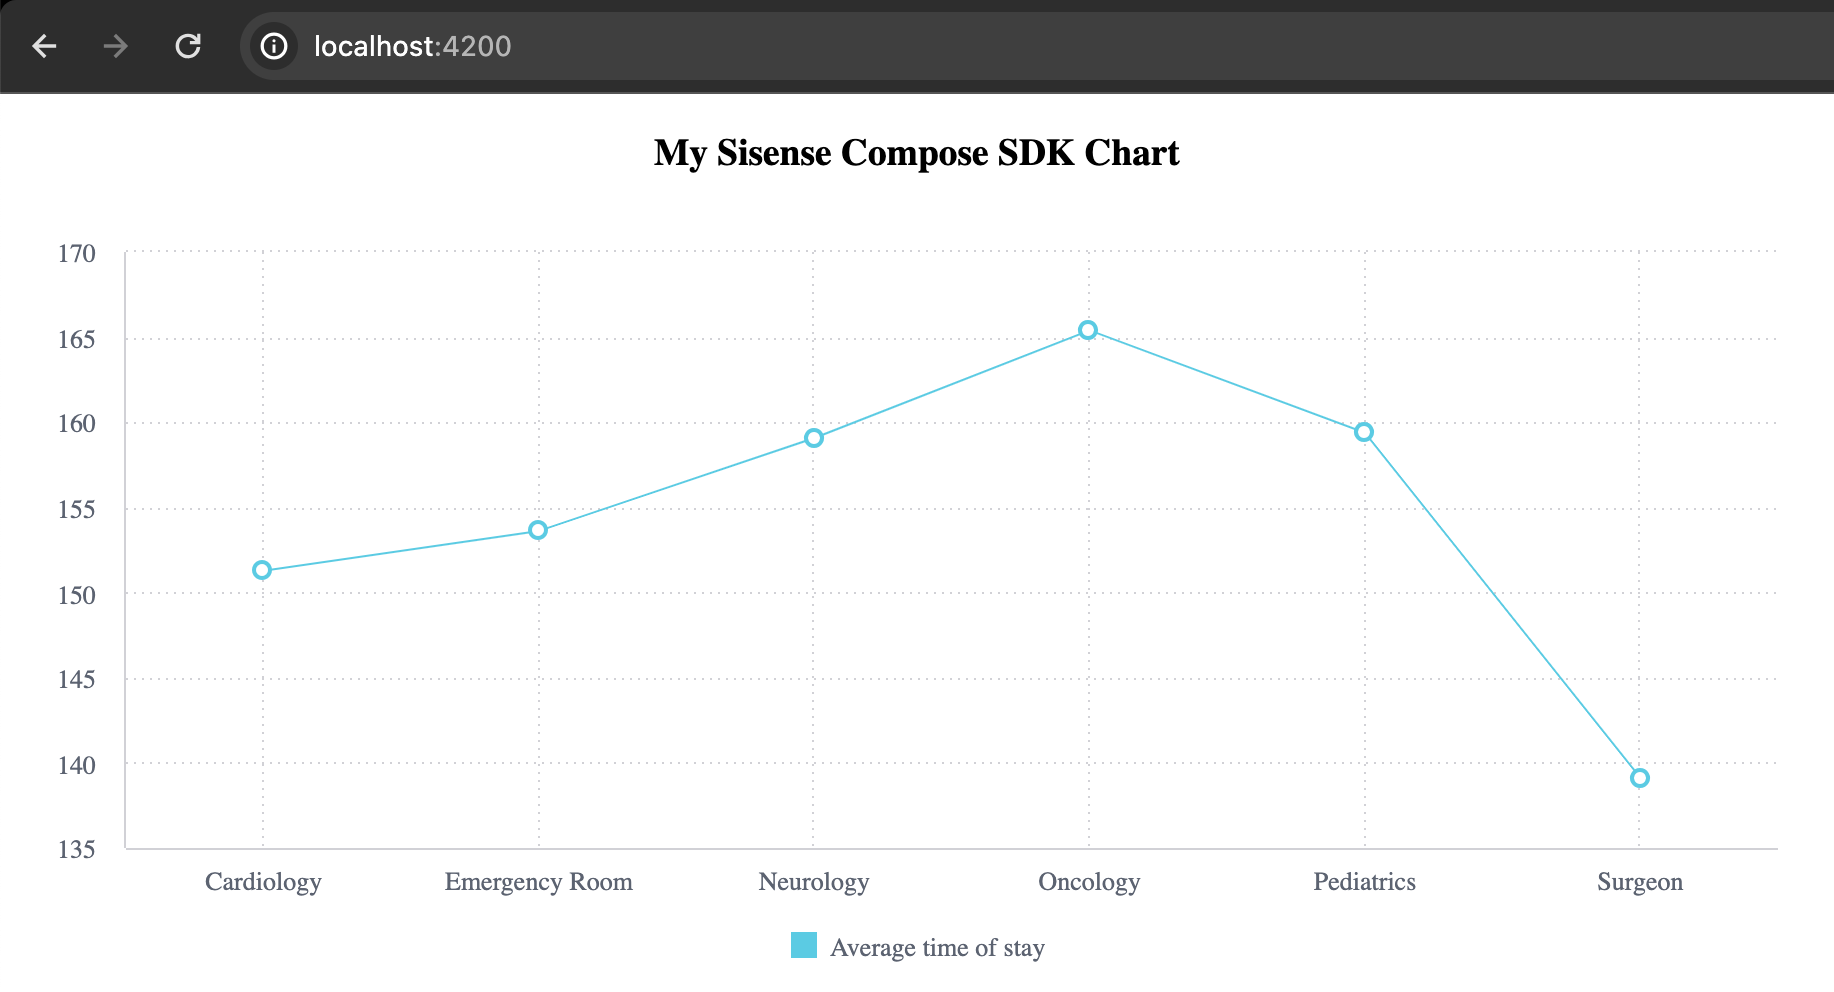 localhost:4200
My Sisense Compose SDK Chart
170
165
160
155
150
145
140
135
Cardiology Emergency Room Neurology Oncology Pediatrics Surgeon
Average time of stay